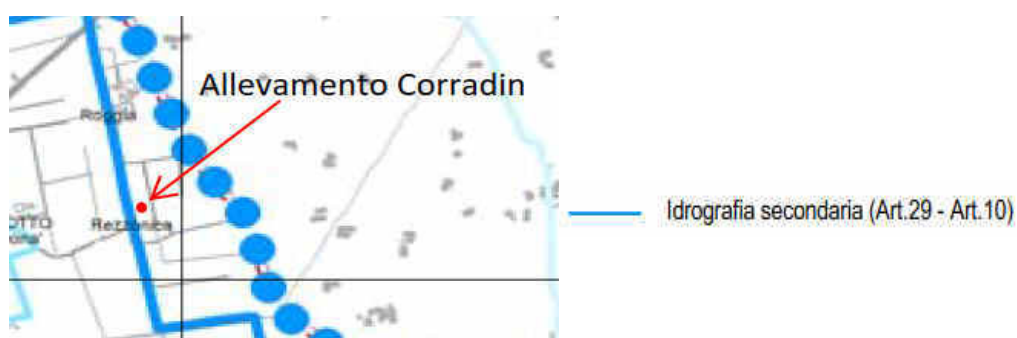 Allevamento Corradin
Roggia
Rezzonica
Idrografia secondaria (Art.29 - Art.10)